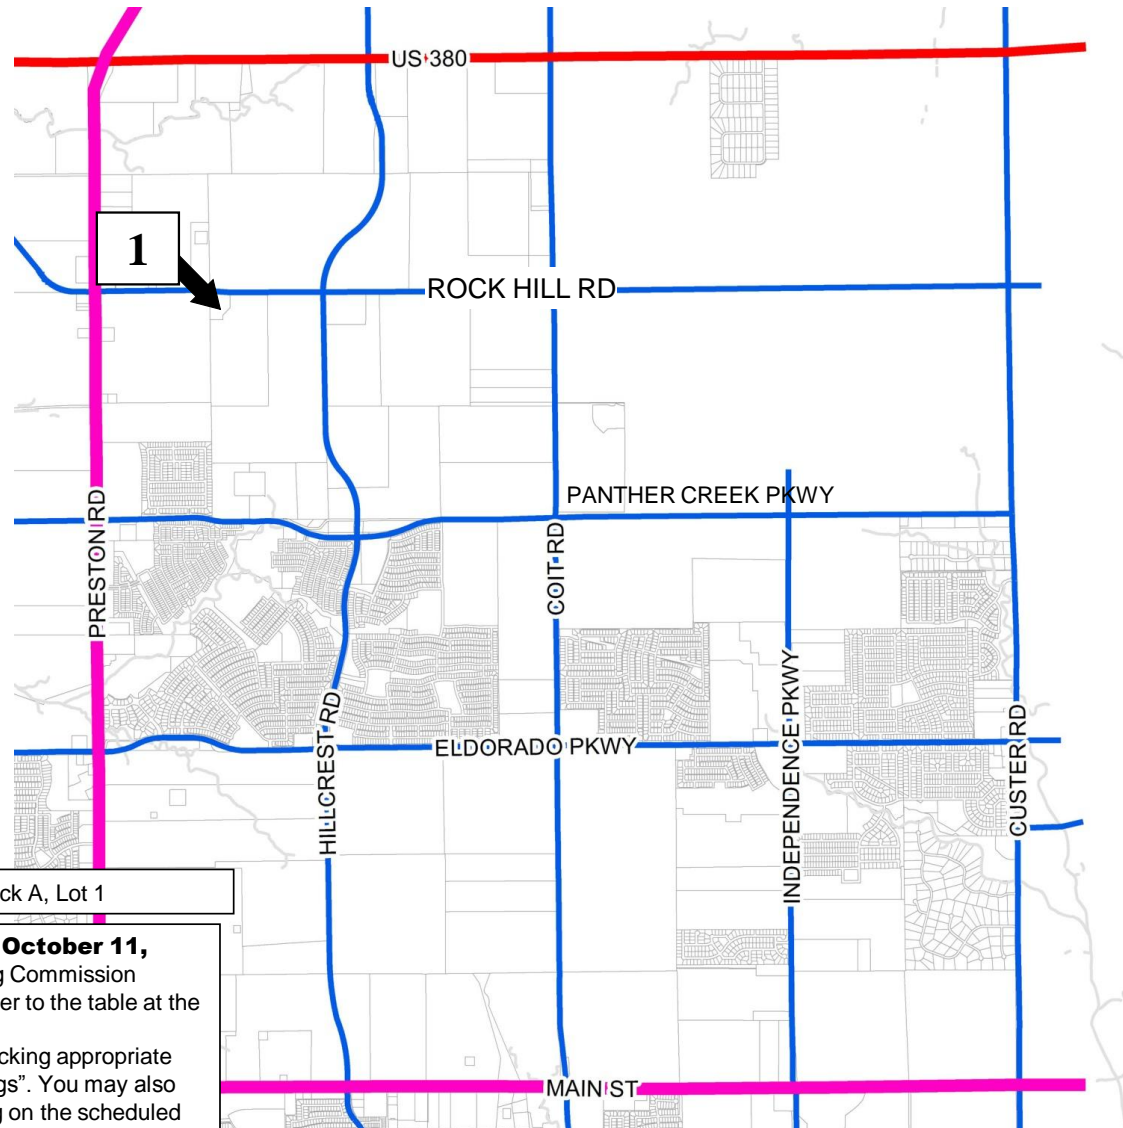 US 380
1
ROCK HILL RD
PANTHER CREEK PKWY
PRESTON RD
COIT RD
HILLCREST RD
ELDORADO PKWY
INDEPENDENCE PKWY
CUSTER RD
ck A, Lot 1
October 11,
g Commission
er to the table at the
cking appropriate
gs”. You may also
g on the scheduled
MAIN ST